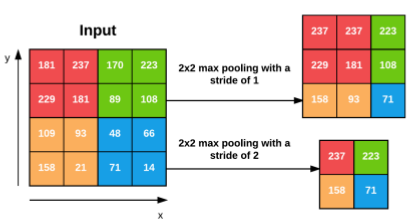 Input
y
181 237 170 223
229 181 89 108
109 93 48 66
158 21 71 14
x
2x2 max pooling with a
stride of 1
237 237 223
229 181 108
158 93 71
2x2 max pooling with a
stride of 2
237 223
158 71